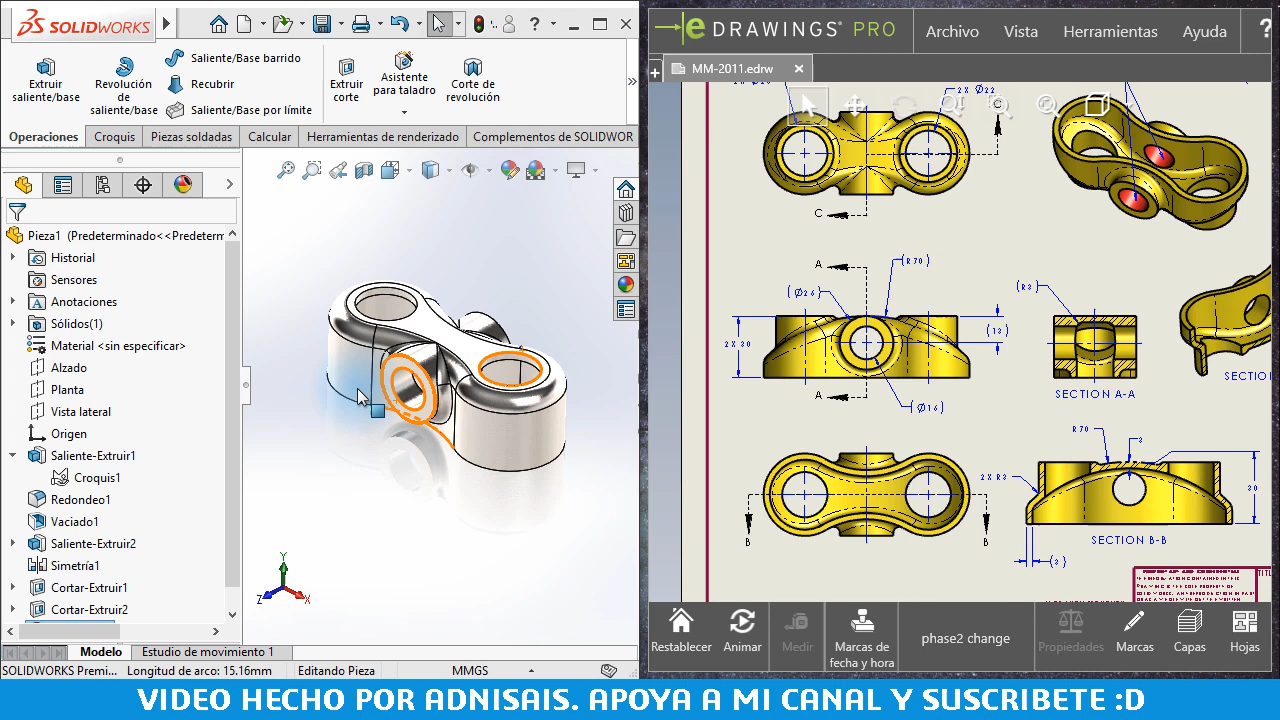 SOLIDWORKS
Extruir saliente/base
Revolución de saliente/base
Saliente/Base barrido
Recubrir
Saliente/Base por límite
Extruir corte
Asistente para taladro
Corte de revolución
Operaciones
Croquis
Piezas soldadas
Calcular
Herramientas de renderizado
Complementos de SOLIDWOR
Pieza1 (Predeterminado<<Predeterm
Historial
Sensores
Anotaciones
Sólidos(1)
Material <sin especificar>
Alzado
Planta
Vista lateral
Origen
Saliente-Extruir1
Croquis1
Redondeo1
Vaciado1
Saliente-Extruir2
Simetría1
Cortar-Extruir1
Cortar-Extruir2
Y
Z
X
Modelo
Estudio de movimiento 1
SOLIDWORKS Premi...
Longitud de arco: 15.16mm
Editando Pieza
MMGS
eDRAWINGS® PRO
Archivo
Vista
Herramientas
Ayuda
?
MM-2011.edrw
2X Ø22
C
C
A
(R70)
(Ø26)
(R3)
(13)
2X 30
A
(Ø16)
SECTION A-A
SECTIO
R70
2
2X R3
30
B
B
SECTION B-B
(2)
Restablecer
Animar
Medir
Marcas de fecha y hora
phase2 change
Propiedades
Marcas
Capas
Hojas
VIDEO HECHO POR ADNISAIS. APOYA A MI CANAL Y SUSCRIBETE :D